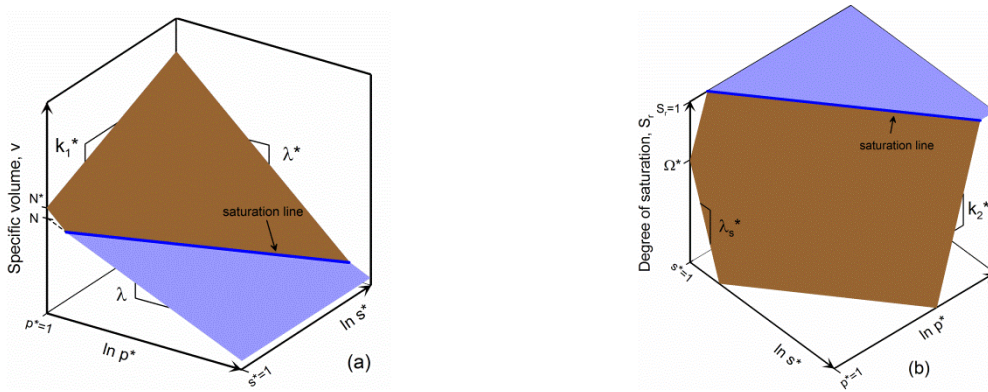 Specific volume, v
k₁*
λ*
N*
N
saturation line
λ
p*=1
ln p*
s*=1
ln s*
(a)
Degree of saturation, Sᵣ
Sᵣ=1
saturation line
Ω*
λₛ*
k₂*
s*=1
ln s*
p*=1
ln p*
(b)